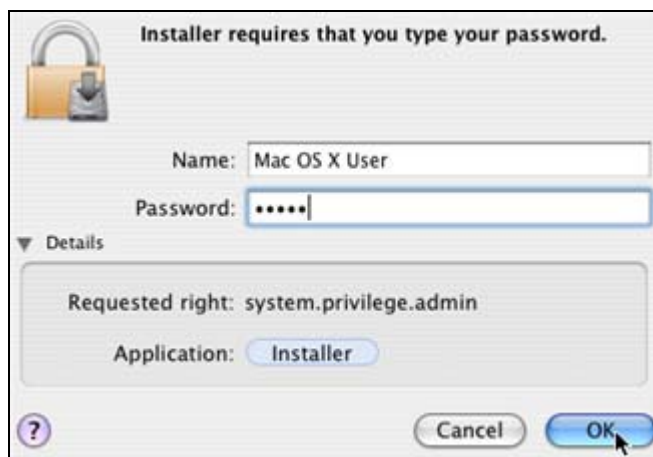 Installer requires that you type your password.
Name: Mac OS X User
Password: •••••
Details
Requested right: system.privilege.admin
Application: Installer
? Cancel OK